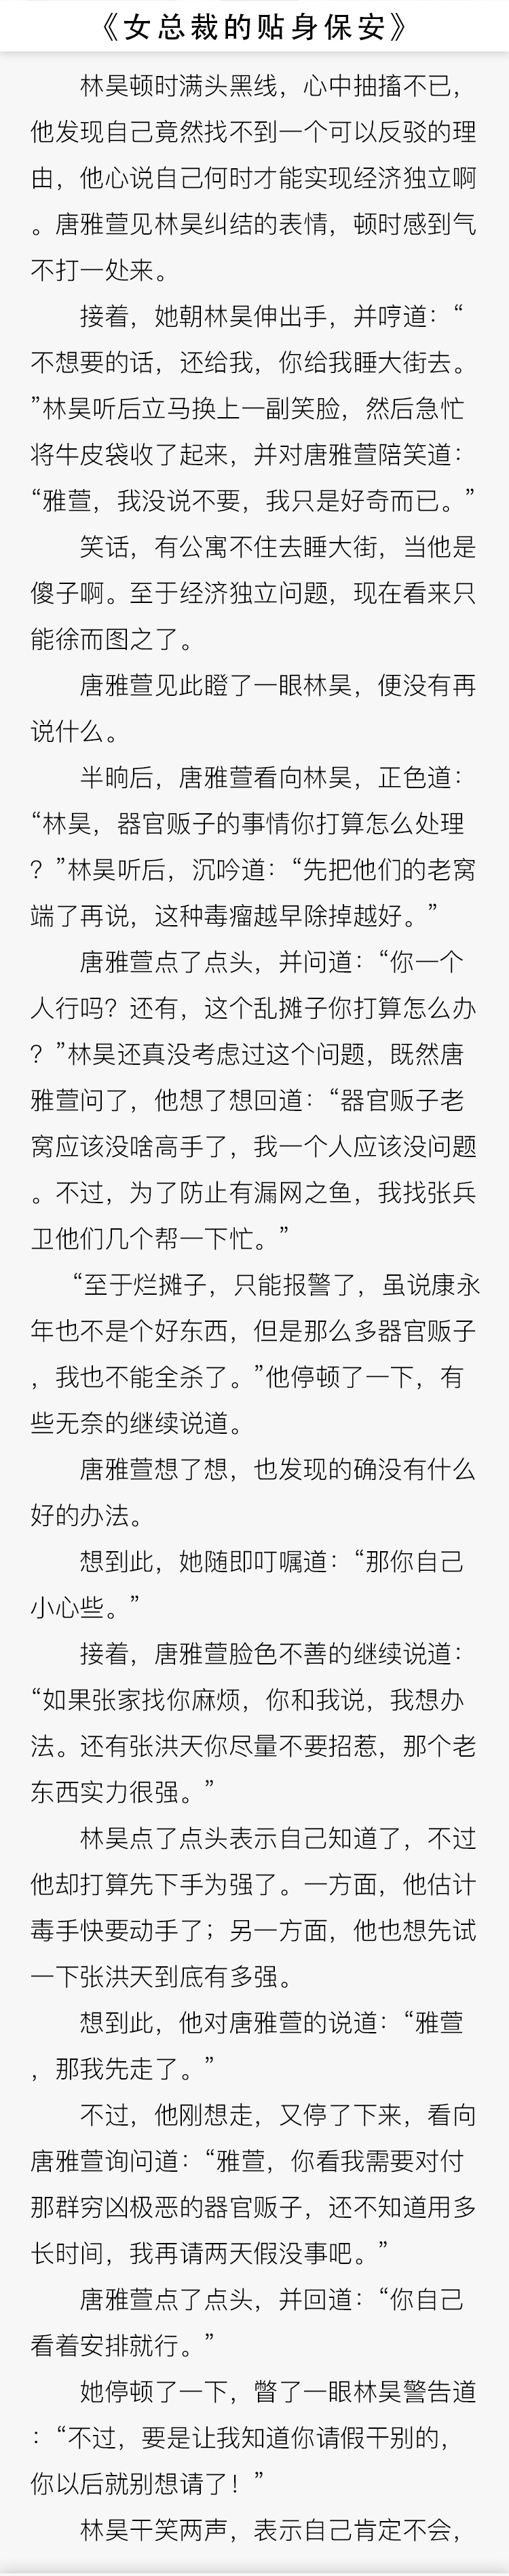 《女总裁的贴身保安》
林昊顿时满头黑线，心中抽搐不已，
他发现自己竟然找不到一个可以反驳的理
由，他心说自己何时才能实现经济独立啊
。唐雅萱见林昊纠结的表情，顿时感到气
不打一处来。
接着，她朝林昊伸出手，并哼道：“
不想要的话，还给我，你给我睡大街去。
”林昊听后立马换上一副笑脸，然后急忙
将牛皮袋收了起来，并对唐雅萱陪笑道：
“雅萱，我没说不要，我只是好奇而已。”
笑话，有公寓不住去睡大街，当他是
傻子啊。至于经济独立问题，现在看来只
能徐而图之了。
唐雅萱见此瞪了一眼林昊，便没有再
说什么。
半晌后，唐雅萱看向林昊，正色道：
“林昊，器官贩子的事情你打算怎么处理
？”林昊听后，沉吟道：“先把他们的老窝
端了再说，这种毒瘤越早除掉越好。”
唐雅萱点了点头，并问道：“你一个
人行吗？还有，这个乱摊子你打算怎么办
？”林昊还真没考虑过这个问题，既然唐
雅萱问了，他想了想回道：“器官贩子老
窝应该没啥高手了，我一个人应该没问题
。不过，为了防止有漏网之鱼，我找张兵
卫他们几个帮一下忙。”
“至于烂摊子，只能报警了，虽说康永
年也不是个好东西，但是那么多器官贩子
，我也不能全杀了。”他停顿了一下，有
些无奈的继续说道。
唐雅萱想了想，也发现的确没有什么
好的办法。
想到此，她随即叮嘱道：“那你自己
小心些。”
接着，唐雅萱脸色不善的继续说道：
“如果张家找你麻烦，你和我说，我想办
法。还有张洪天你尽量不要招惹，那个老
东西实力很强。”
林昊点了点头表示自己知道了，不过
他却打算先下手为强了。一方面，他估计
毒手快要动手了；另一方面，他也想先试
一下张洪天到底有多强。
想到此，他对唐雅萱的说道：“雅萱
，那我先走了。”
不过，他刚想走，又停了下来，看向
唐雅萱询问道：“雅萱，你看我需要对付
那群穷凶极恶的器官贩子，还不知道用多
长时间，我再请两天假没事吧。”
唐雅萱点了点头，并回道：“你自己
看着安排就行。”
她停顿了一下，瞥了一眼林昊警告道
：“不过，要是让我知道你请假干别的，
你以后就别想请了！”
林昊干笑两声，表示自己肯定不会，